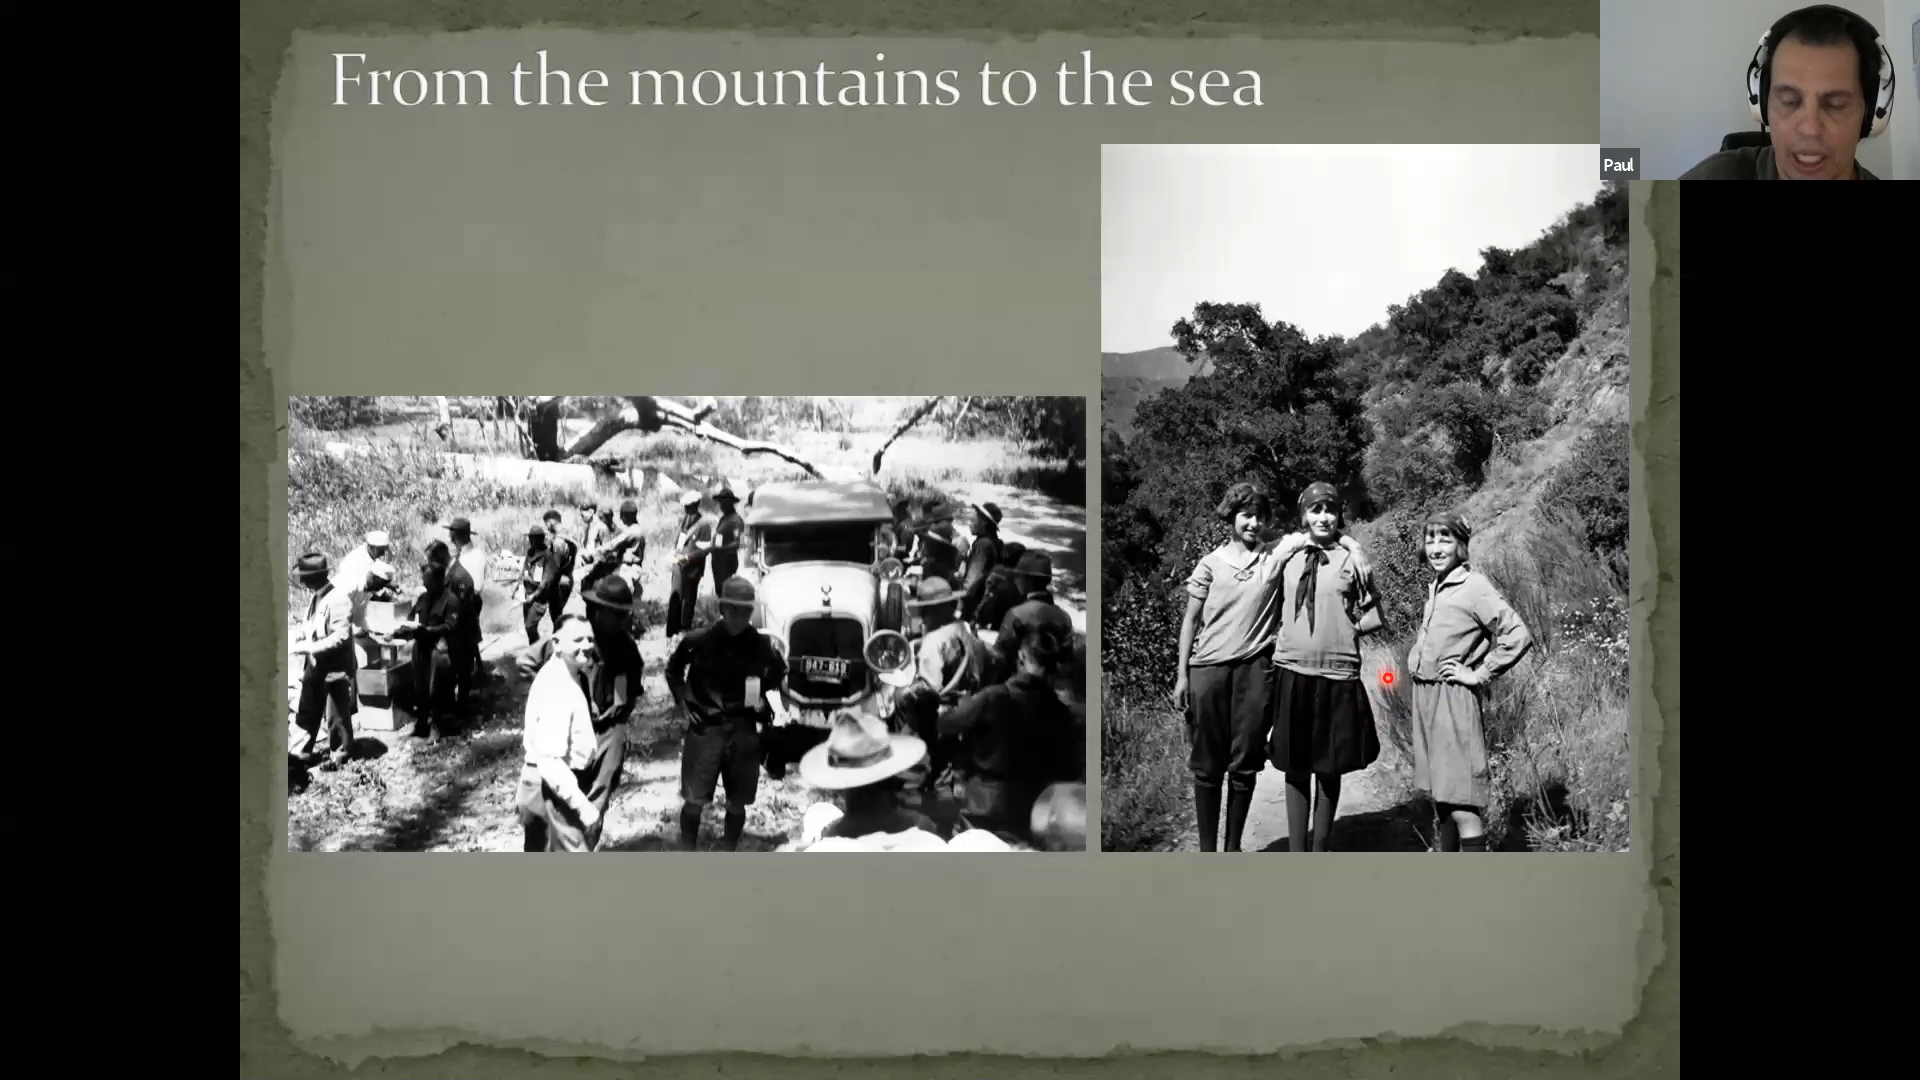 From the mountains to the sea
Paul